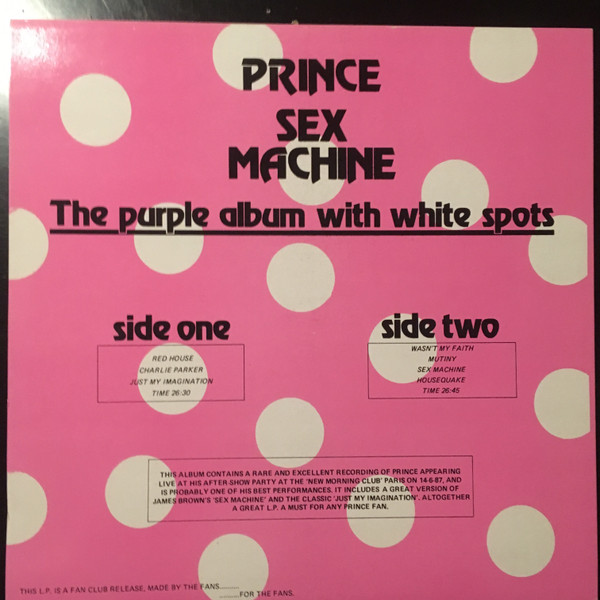 PRINCE
SEX
MACHINE
The purple album with white spots
side one
RED HOUSE
CHARLIE PARKER
JUST MY IMAGINATION
TIME 26:30
side two
WASN'T MY FAITH
MUTINY
SEX MACHINE
HOUSEQUAKE
TIME 26:45
THIS ALBUM CONTAINS A RARE AND EXCELLENT RECORDING OF PRINCE APPEARING
LIVE AT HIS AFTER-SHOW PARTY AT THE 'NEW MORNING CLUB' PARIS ON 14-6-87, AND
IS PROBABLY ONE OF HIS BEST PERFORMANCES. IT INCLUDES A GREAT VERSION OF
JAMES BROWN'S 'SEX MACHINE' AND THE CLASSIC 'JUST MY IMAGINATION'. ALTOGETHER
A GREAT L.P. A MUST FOR ANY PRINCE FAN.
THIS L.P. IS A FAN CLUB RELEASE, MADE BY THE FANS.........
.........FOR THE FANS.